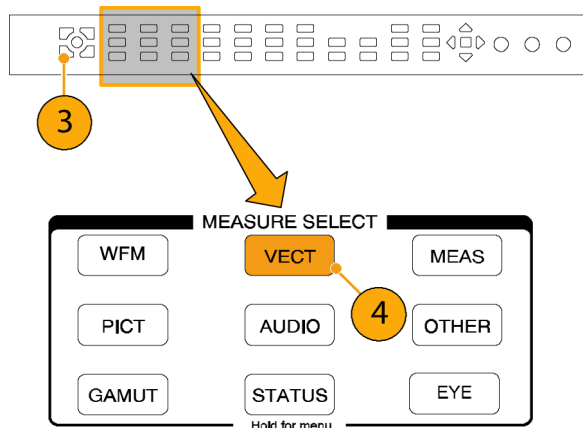 3
MEASURE SELECT
WFM VECT MEAS
4
PICT AUDIO OTHER
GAMUT STATUS EYE
Hold for menu